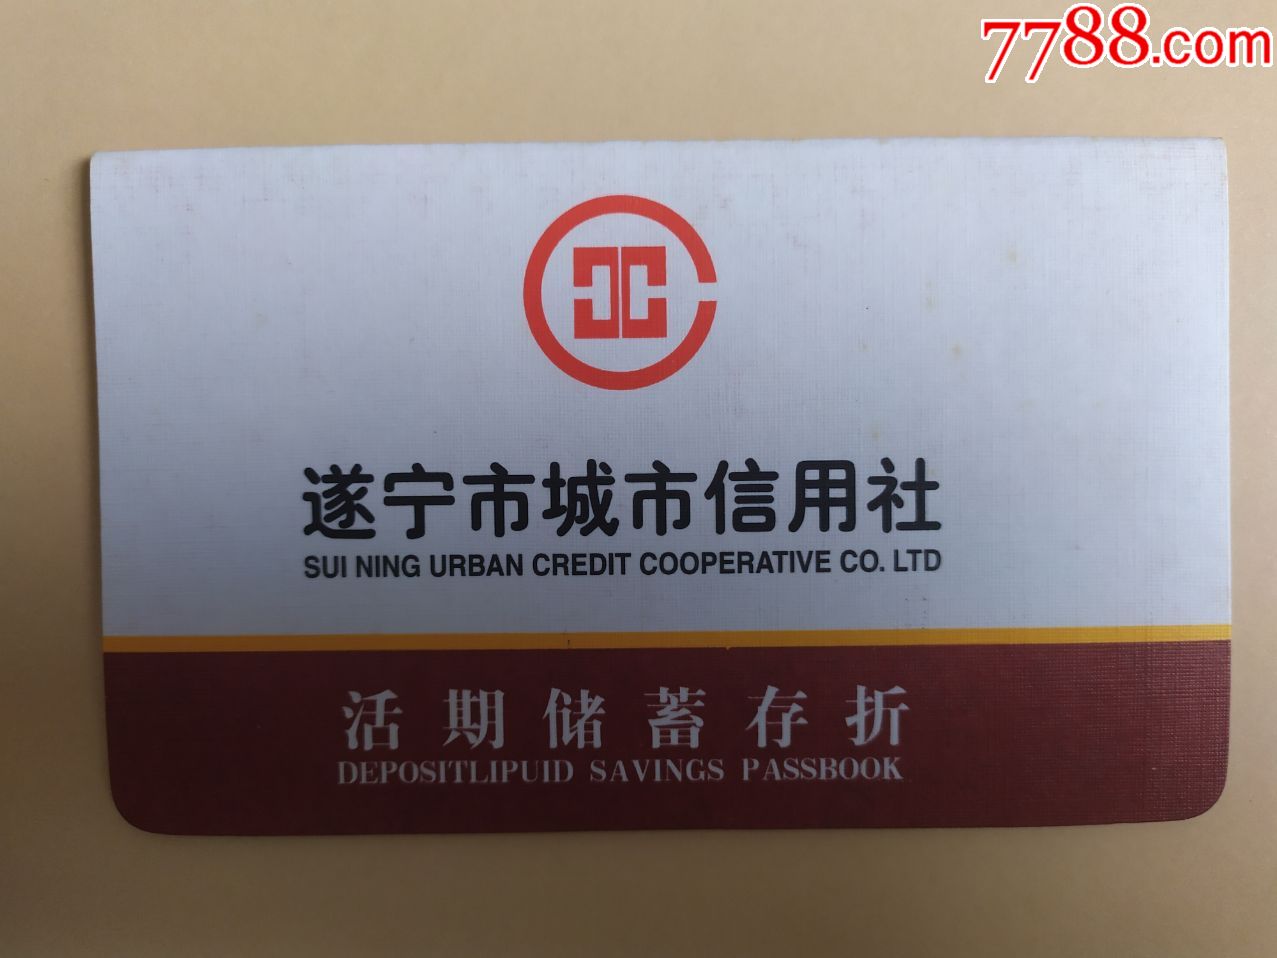 7788.com
遂宁市城市信用社
SUI NING URBAN CREDIT COOPERATIVE CO. LTD
活期储蓄存折
DEPOSITLIPUID SAVINGS PASSBOOK